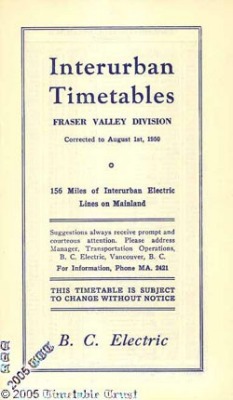 Interurban
Timetables
FRASER VALLEY DIVISION
Corrected to August 1st, 1950
156 Miles of Interurban Electric
Lines on Mainland
Suggestions always receive prompt and
courteous attention. Please address
Manager, Transportation Operations,
B. C. Electric, Vancouver, B. C.
For Information, Phone MA. 2421
THIS TIMETABLE IS SUBJECT
TO CHANGE WITHOUT NOTICE
B. C. Electric
2005
© 2005 Timetable Trust